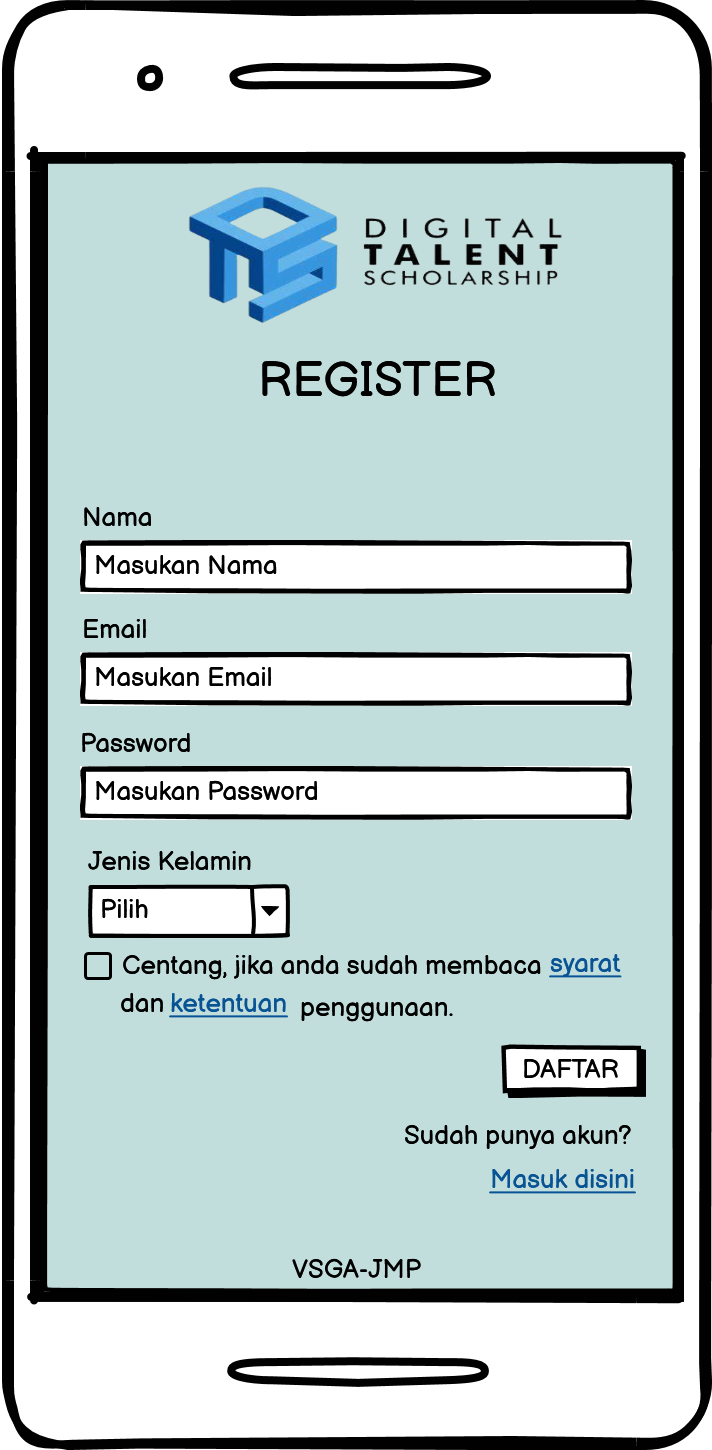 DIGITAL
TALENT
SCHOLARSHIP
REGISTER
Nama
Masukan Nama
Email
Masukan Email
Password
Masukan Password
Jenis Kelamin
Pilih
Centang, jika anda sudah membaca syarat
dan ketentuan penggunaan.
DAFTAR
Sudah punya akun?
Masuk disini
VSGA-JMP